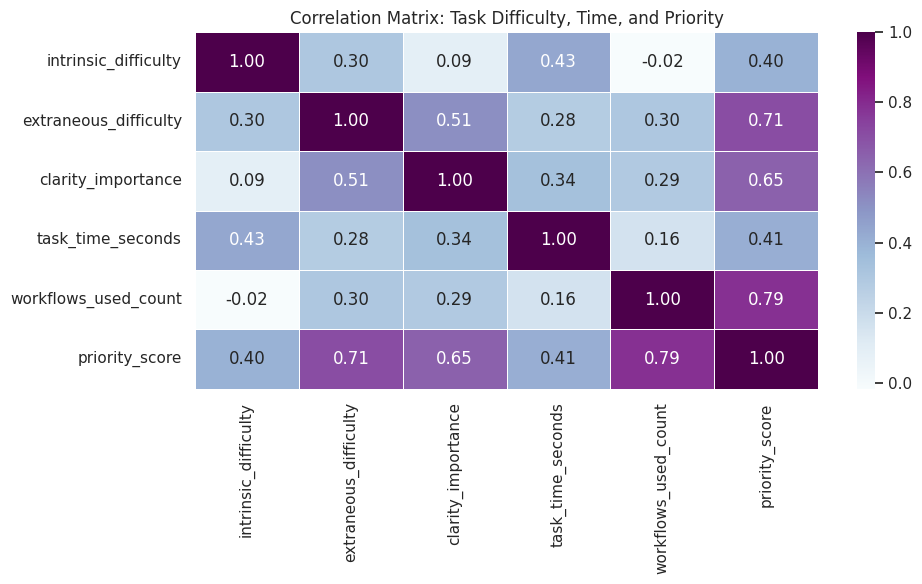 Correlation Matrix: Task Difficulty, Time, and Priority
intrinsic_difficulty 1.00 0.30 0.09 0.43 -0.02 0.40
extraneous_difficulty 0.30 1.00 0.51 0.28 0.30 0.71
clarity_importance 0.09 0.51 1.00 0.34 0.29 0.65
task_time_seconds 0.43 0.28 0.34 1.00 0.16 0.41
workflows_used_count -0.02 0.30 0.29 0.16 1.00 0.79
priority_score 0.40 0.71 0.65 0.41 0.79 1.00
intrinsic_difficulty
extraneous_difficulty
clarity_importance
task_time_seconds
workflows_used_count
priority_score
1.0
0.8
0.6
0.4
0.2
0.0